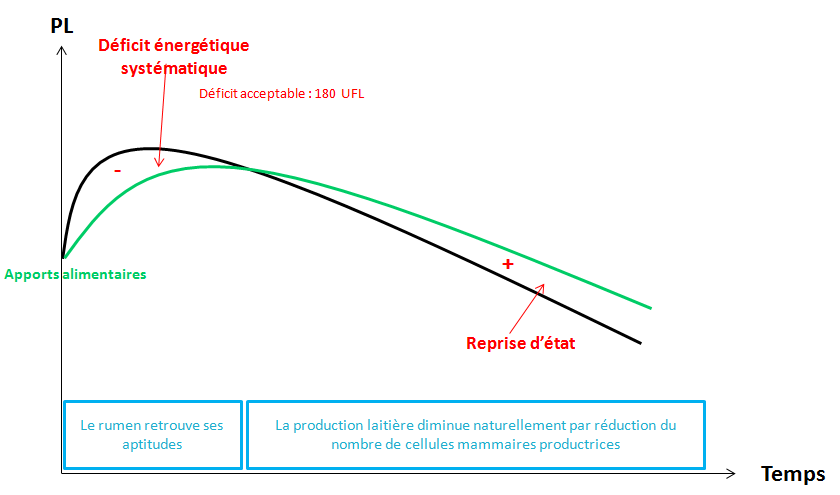 PL
Déficit énergétique
systématique
Déficit acceptable : 180 UFL
-
Apports alimentaires
+
Reprise d’état
Le rumen retrouve ses
aptitudes
La production laitière diminue naturellement par réduction du
nombre de cellules mammaires productrices
Temps